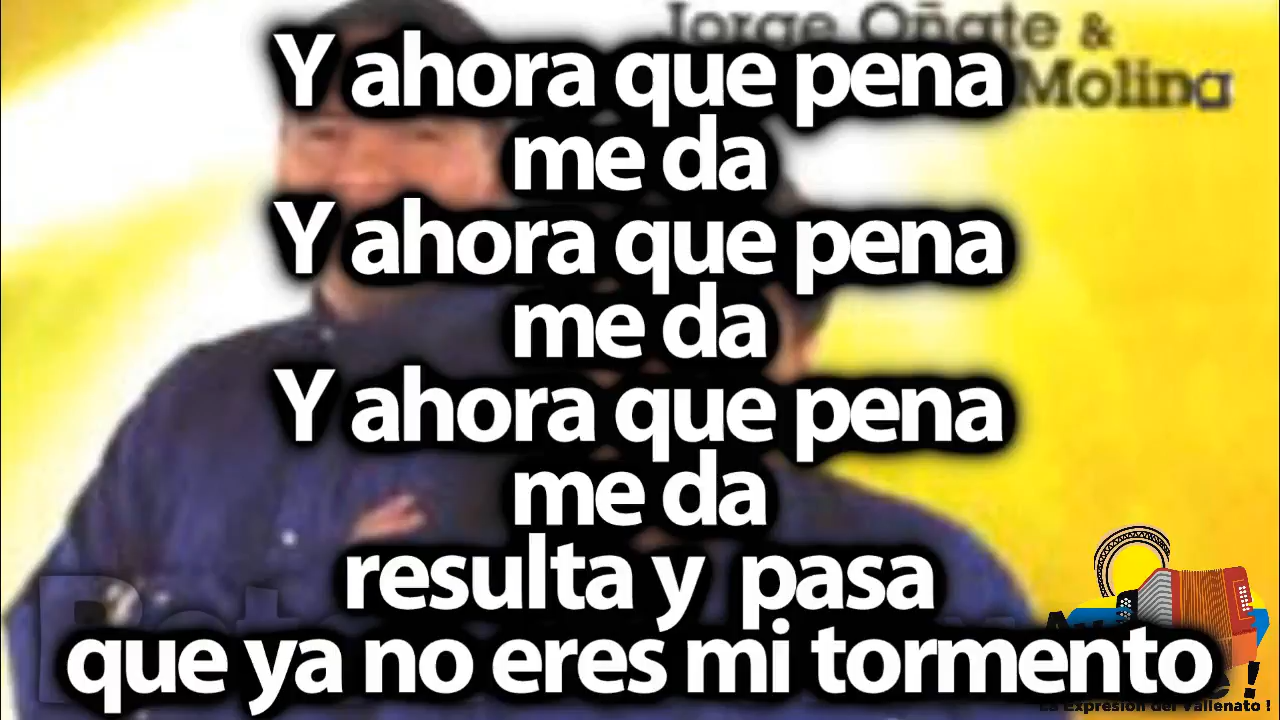 Jorge Oñate &
Molina
Y ahora que pena
me da
Y ahora que pena
me da
Y ahora que pena
me da
resulta y pasa
que ya no eres mi tormento
La Expresión del Vallenato !